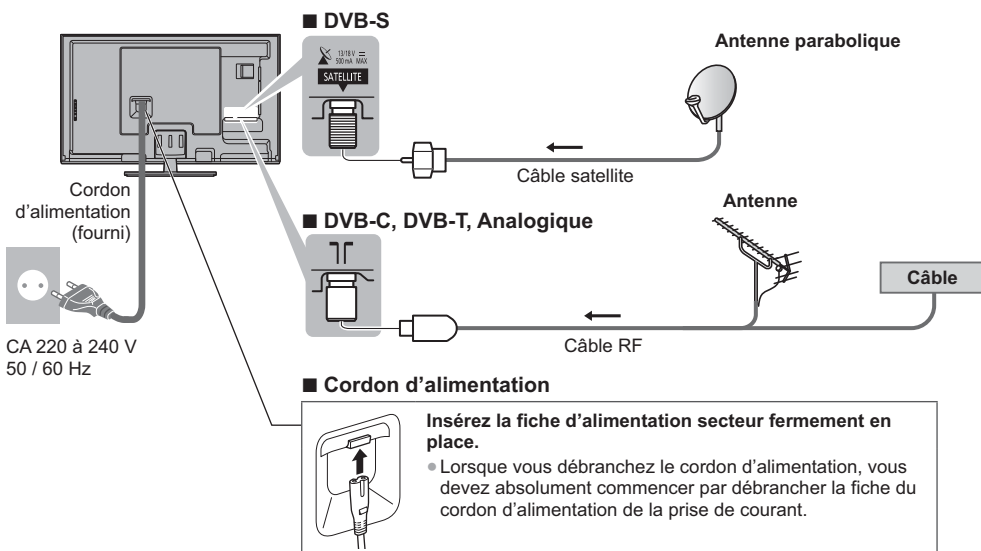 ■ DVB-S
13/18 V
500 mA MAX
SATELLITE
Antenne parabolique
Câble satellite
Cordon
d’alimentation
(fourni)
CA 220 à 240 V
50 / 60 Hz
■ DVB-C, DVB-T, Analogique
Antenne
Câble
Câble RF
■ Cordon d’alimentation
Insérez la fiche d’alimentation secteur fermement en
place.
● Lorsque vous débranchez le cordon d’alimentation, vous
devez absolument commencer par débrancher la fiche du
cordon d’alimentation de la prise de courant.